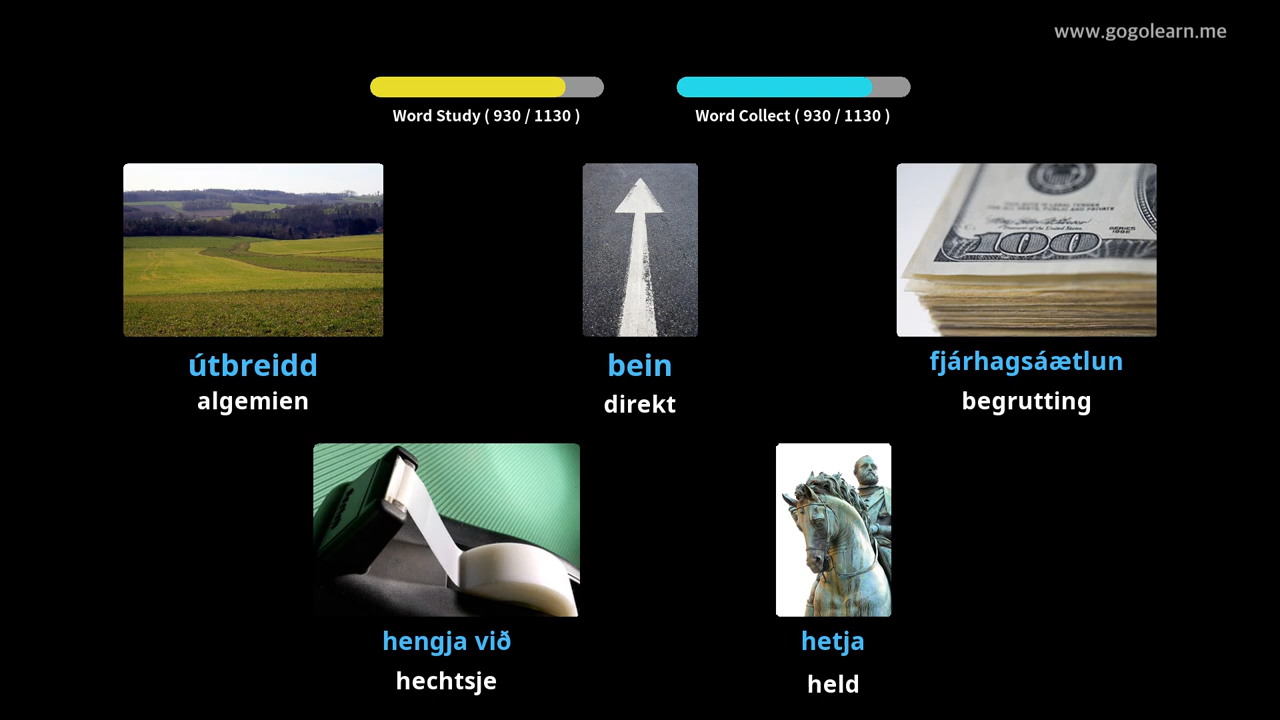 www.gogolearn.me
Word Study ( 930 / 1130 )
Word Collect ( 930 / 1130 )
100
útbreidd
bein
fjárhagsáætlun
algemien
direkt
begrutting
hengja við
hetja
hechtsje
held